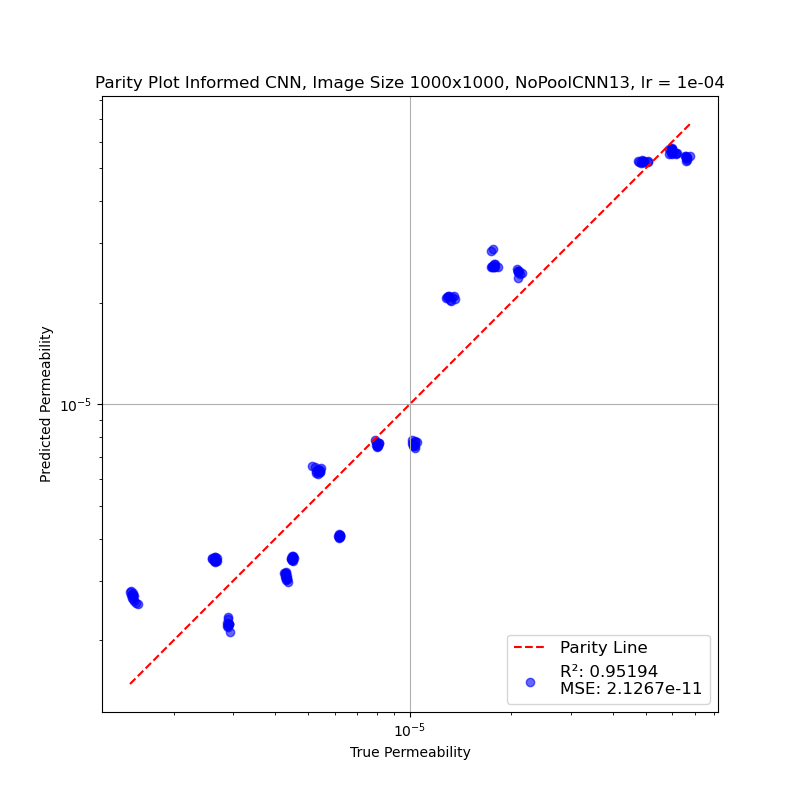 Parity Plot Informed CNN, Image Size 1000x1000, NoPoolCNN13, lr = 1e-04
Predicted Permeability
10⁻⁵
10⁻⁵
True Permeability
Parity Line
R²: 0.95194
MSE: 2.1267e-11